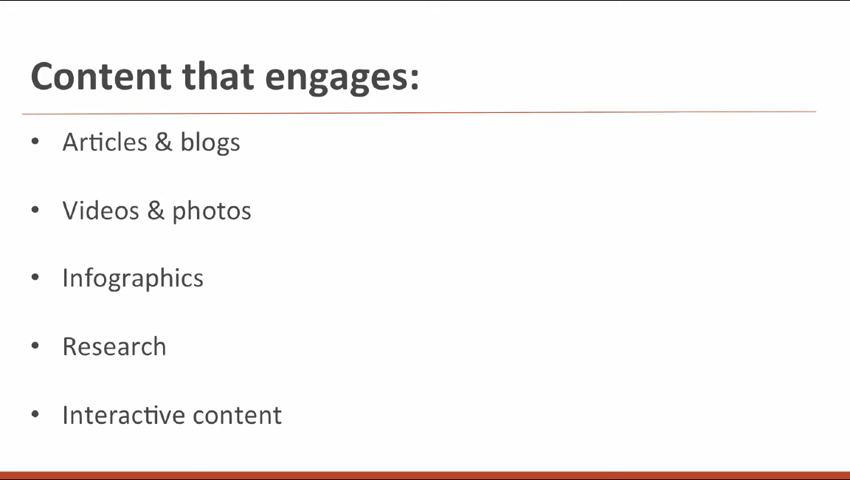 Content that engages:
• Articles & blogs
• Videos & photos
• Infographics
• Research
• Interactive content